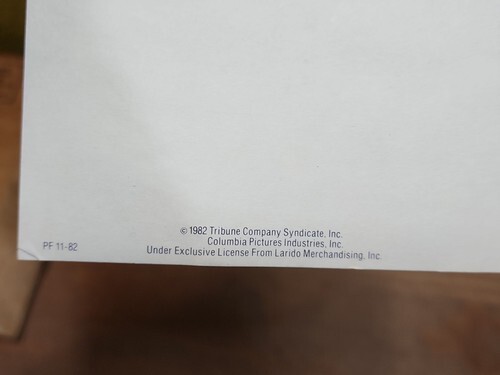 © 1982 Tribune Company Syndicate, Inc.
Columbia Pictures Industries, Inc.
Under Exclusive License From Larido Merchandising, Inc.
PF 11-82